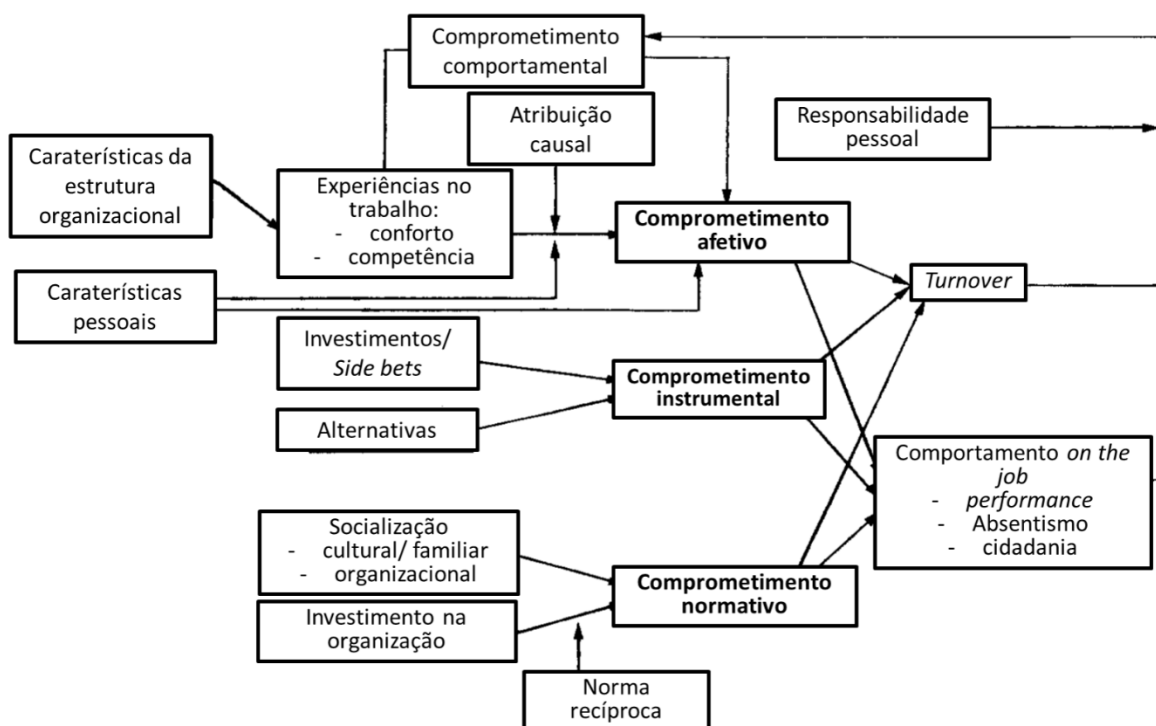 Comprometimento
comportamental
Atribuição
causal
Responsabilidade
pessoal
Caraterísticas da
estrutura
organizacional
Experiências no
trabalho:
- conforto
- competência
Comprometimento
afetivo
Turnover
Caraterísticas
pessoais
Investimentos/
Side bets
Comprometimento
instrumental
Alternativas
Comportamento on the
job
- performance
- Absentismo
- cidadania
Socialização
- cultural/ familiar
- organizacional
Comprometimento
normativo
Investimento na
organização
Norma
recíproca